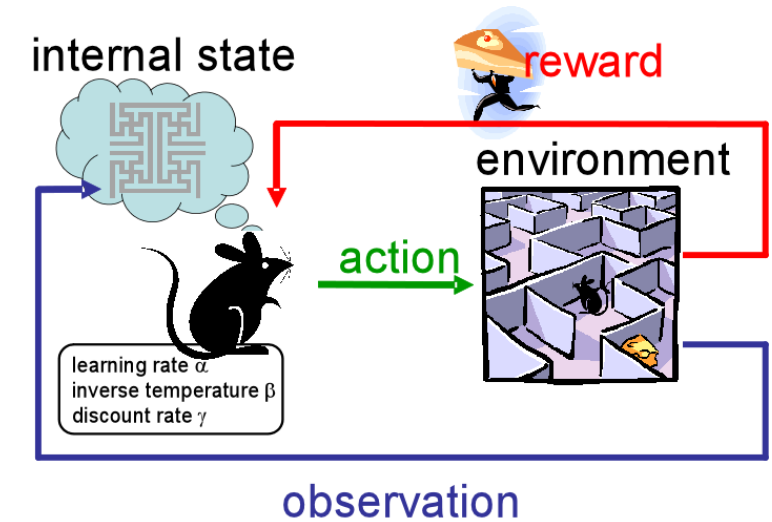 internal state
reward
environment
action
learning rate α
inverse temperature β
discount rate γ
observation